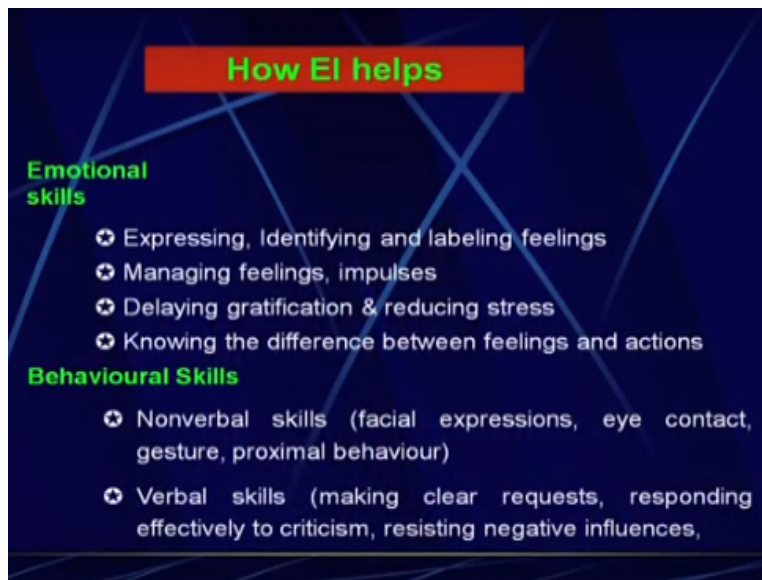 How EI helps
Emotional
skills
✪ Expressing, Identifying and labeling feelings
✪ Managing feelings, impulses
✪ Delaying gratification & reducing stress
✪ Knowing the difference between feelings and actions
Behavioural Skills
✪ Nonverbal skills (facial expressions, eye contact,
gesture, proximal behaviour)
✪ Verbal skills (making clear requests, responding
effectively to criticism, resisting negative influences,